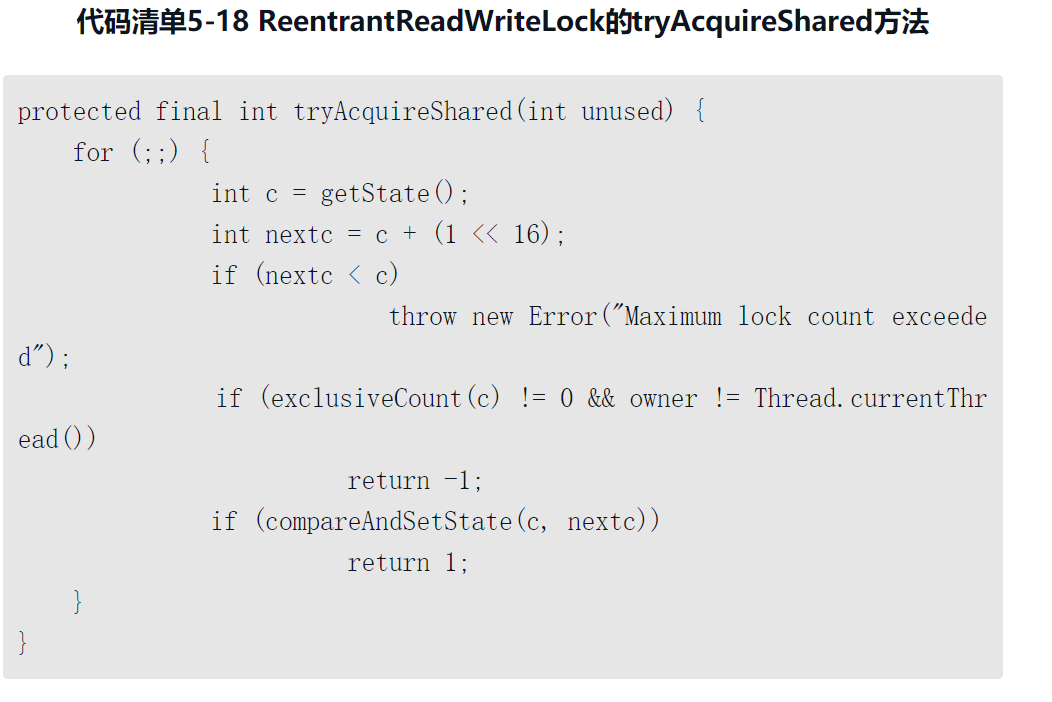 代码清单5-18 ReentrantReadWriteLock的tryAcquireShared方法
protected final int tryAcquireShared(int unused) {
    for (;;) {
              int c = getState();
              int nextc = c + (1 << 16);
              if (nextc < c)
                           throw new Error("Maximum lock count exceede
d");
              if (exclusiveCount(c) != 0 && owner != Thread.currentThr
ead())
                        return -1;
              if (compareAndSetState(c, nextc))
                        return 1;
    }
}